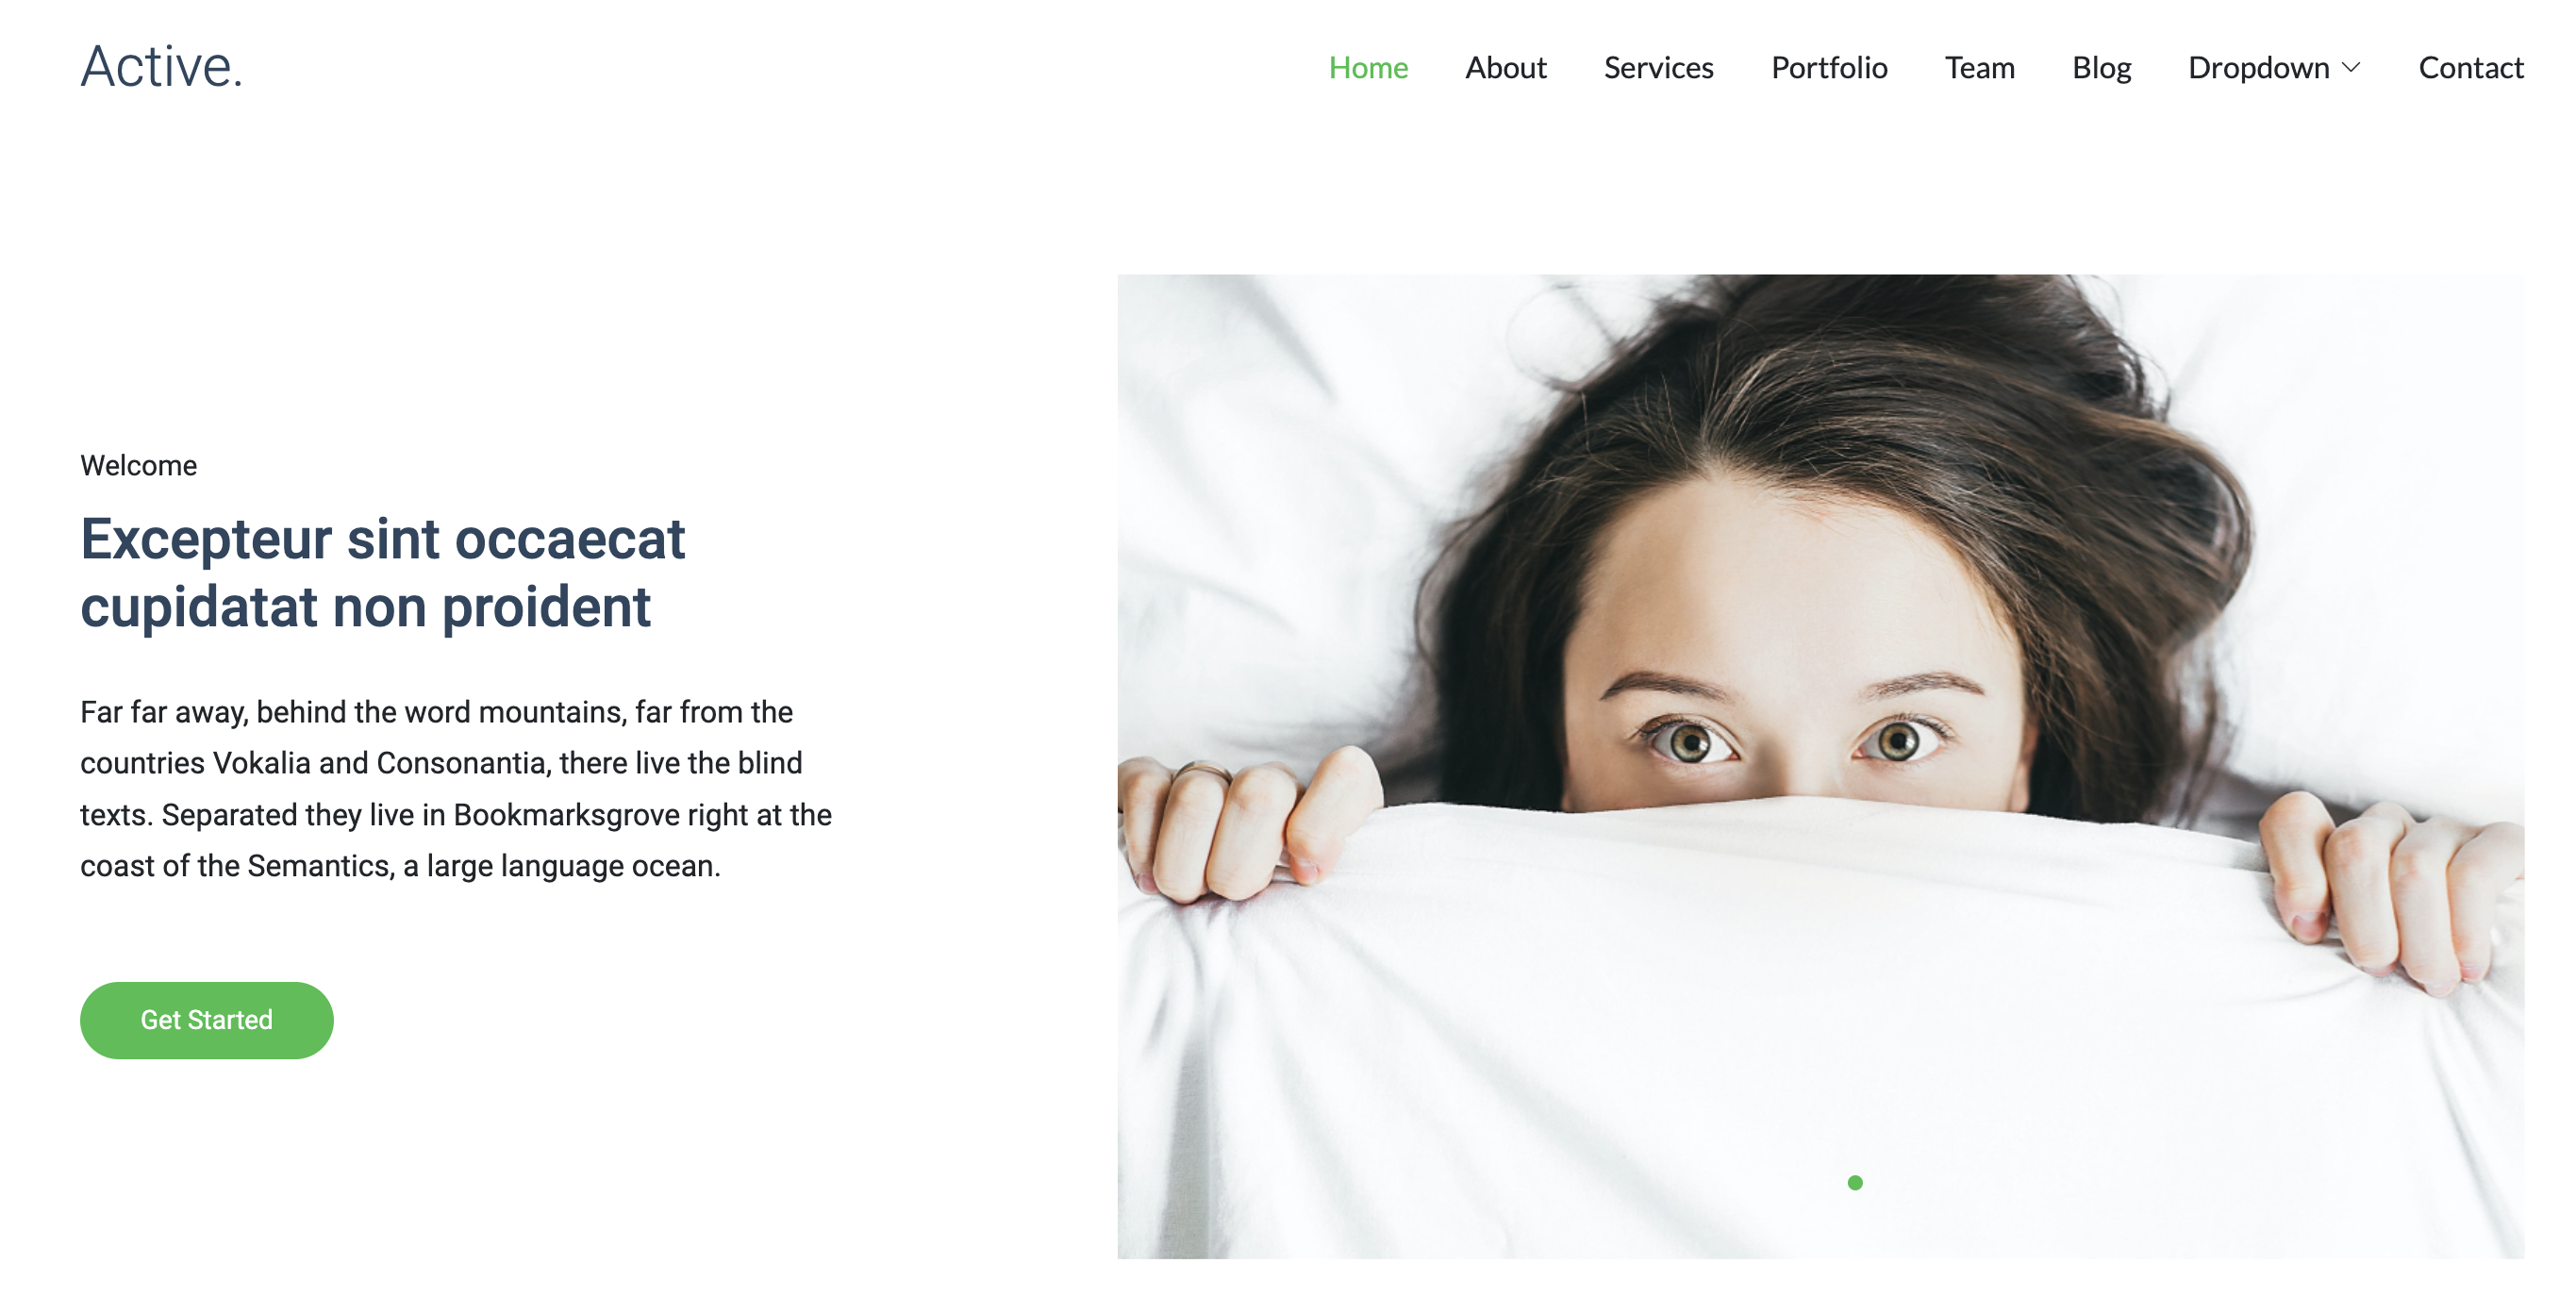 Active.
Home About Services Portfolio Team Blog Dropdown Contact
Welcome
Excepteur sint occaecat
cupidatat non proident
Far far away, behind the word mountains, far from the
countries Vokalia and Consonantia, there live the blind
texts. Separated they live in Bookmarksgrove right at the
coast of the Semantics, a large language ocean.
Get Started